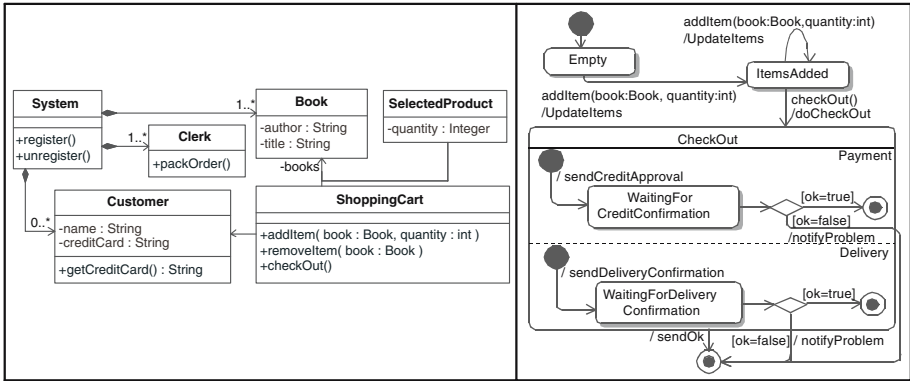 System
+register()
+unregister()
1..*
Book
-author : String
-title : String
SelectedProduct
-quantity : Integer
1..*
Clerk
+packOrder()
-books
0..*
Customer
-name : String
-creditCard : String
+getCreditCard() : String
ShoppingCart
+addItem( book : Book, quantity : int )
+removeItem( book : Book )
+checkOut()
Empty
addItem(book:Book,quantity:int)
/UpdateItems
ItemsAdded
addItem(book:Book, quantity:int)
/UpdateItems
checkOut()
/doCheckOut
CheckOut
Payment
/ sendCreditApproval
WaitingFor
CreditConfirmation
[ok=true]
[ok=false]
/notifyProblem
Delivery
/ sendDeliveryConfirmation
WaitingForDelivery
Confirmation
[ok=true]
/ sendOk
[ok=false] / notifyProblem